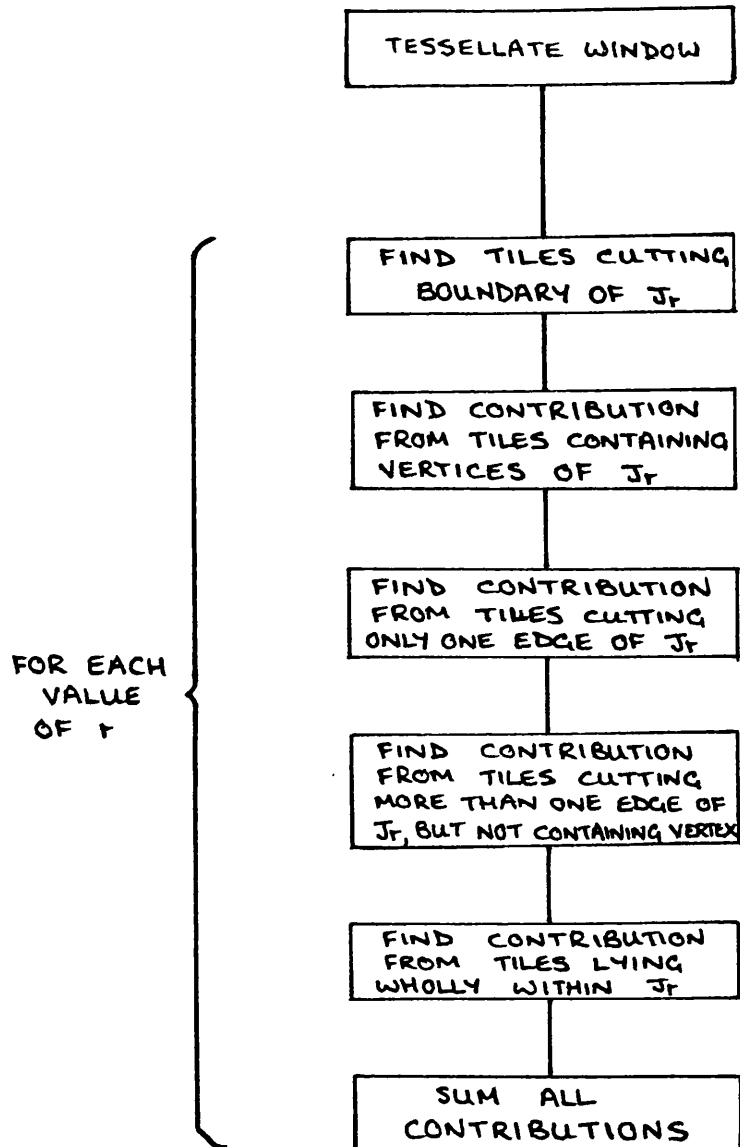 TESSELLATE WINDOW
FIND TILES CUTTING
BOUNDARY OF Jr
FIND CONTRIBUTION
FROM TILES CONTAINING
VERTICES OF Jr
FIND CONTRIBUTION
FROM TILES CUTTING
ONLY ONE EDGE OF Jr
FOR EACH
VALUE
OF r
FIND CONTRIBUTION
FROM TILES CUTTING
MORE THAN ONE EDGE OF
Jr, BUT NOT CONTAINING VERTEX
FIND CONTRIBUTION
FROM TILES LYING
WHOLLY WITHIN Jr
SUM ALL
CONTRIBUTIONS